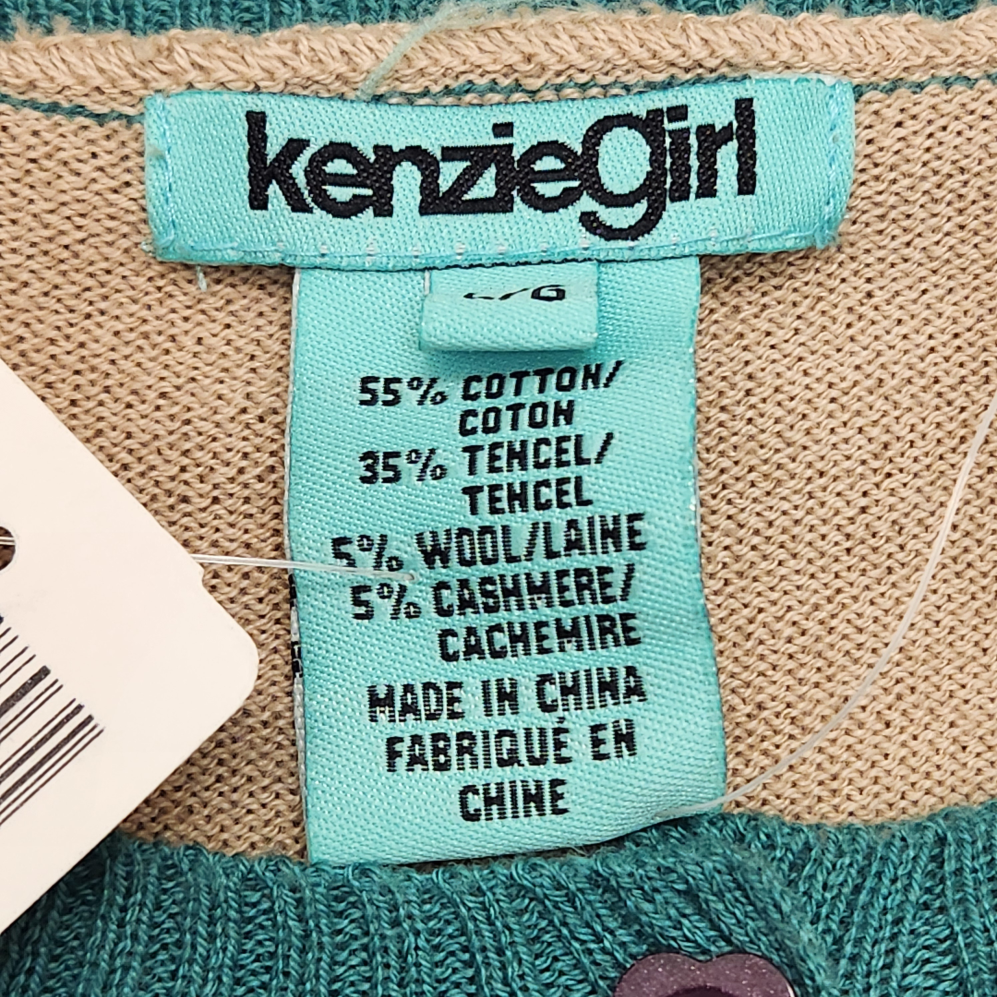 kenziegirl
55% COTTON/
COTON
35% TENCEL/
TENCEL
5% WOOL/LAINE
5% CASHMERE/
CACHEMIRE
MADE IN CHINA
FABRIQUÉ EN
CHINE